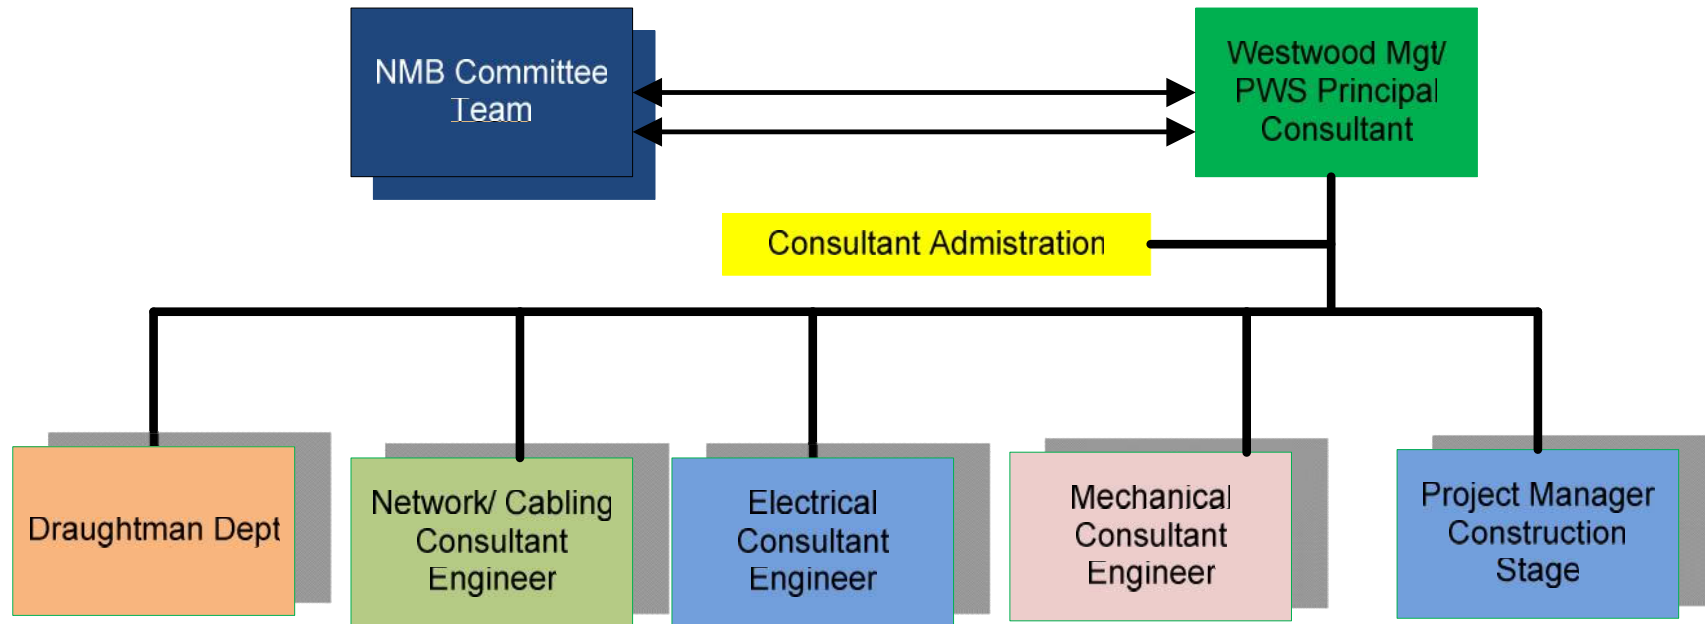 NMB Committee
Team
Westwood Mgt/
PWS Principal
Consultant
Consultant Admistration
Draughtman Dept
Network/ Cabling
Consultant
Engineer
Electrical
Consultant
Engineer
Mechanical
Consultant
Engineer
Project Manager
Construction
Stage